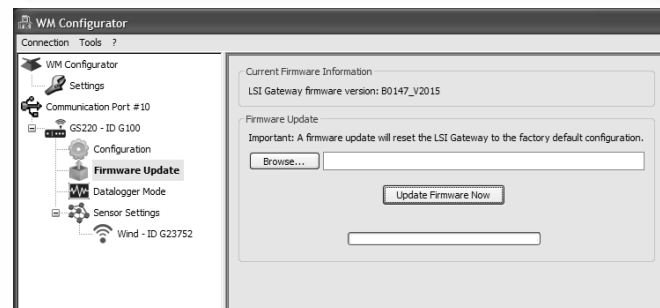 WM Configurator
Connection Tools ?
WM Configurator
Settings
Communication Port #10
GS220 - ID G100
Configuration
Firmware Update
Datalogger Mode
Sensor Settings
Wind - ID G23752
Current Firmware Information
LSI Gateway firmware version: B0147_V2015
Firmware Update
Important: A firmware update will reset the LSI Gateway to the factory default configuration.
Browse...
Update Firmware Now